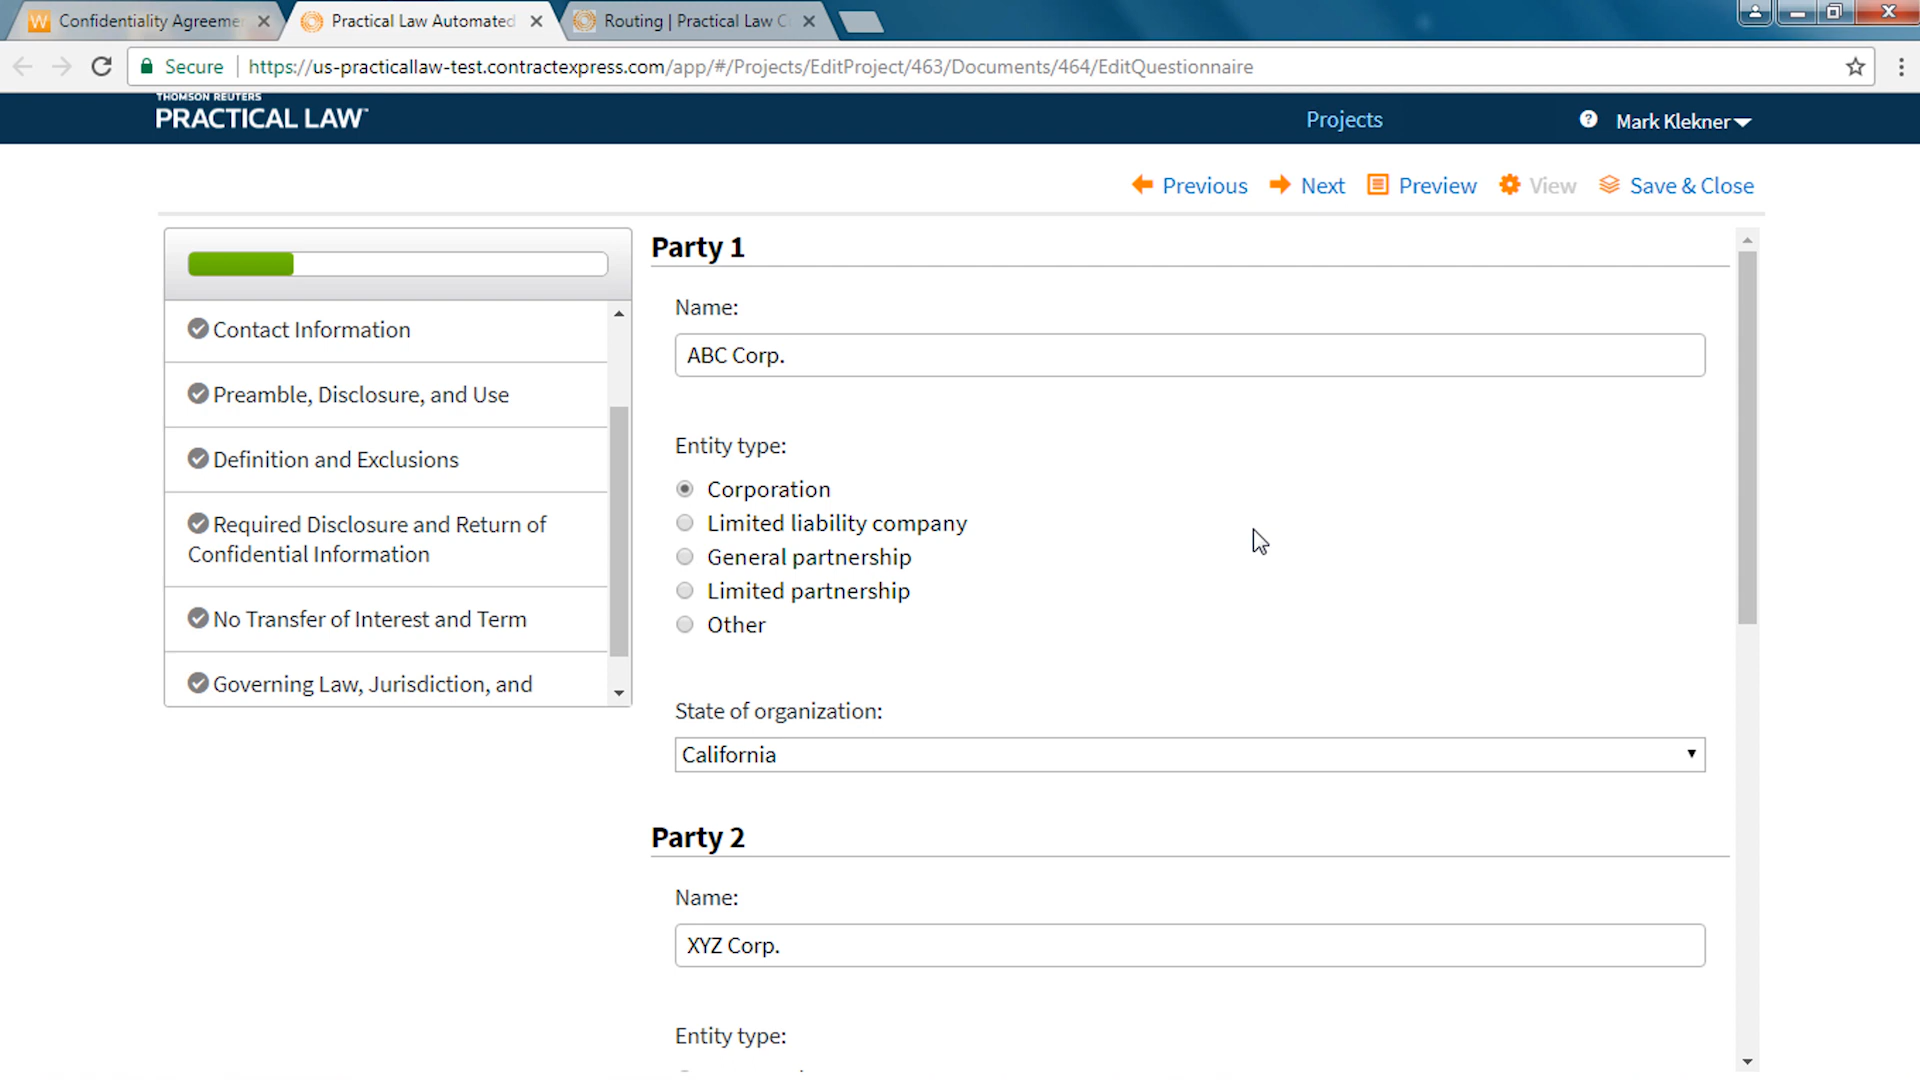 Confidentiality Agreeme
Practical Law Automated
Routing | Practical Law C
Secure
https://us-practicallaw-test.contractexpress.com/app/#/Projects/EditProject/463/Documents/464/EditQuestionnaire
THOMSON REUTERS
PRACTICAL LAW™
Projects
? Mark Klekner
Previous
Next
Preview
View
Save & Close
Contact Information
Preamble, Disclosure, and Use
Definition and Exclusions
Required Disclosure and Return of
Confidential Information
No Transfer of Interest and Term
Governing Law, Jurisdiction, and
Party 1
Name:
ABC Corp.
Entity type:
Corporation
Limited liability company
General partnership
Limited partnership
Other
State of organization:
California
Party 2
Name:
XYZ Corp.
Entity type: